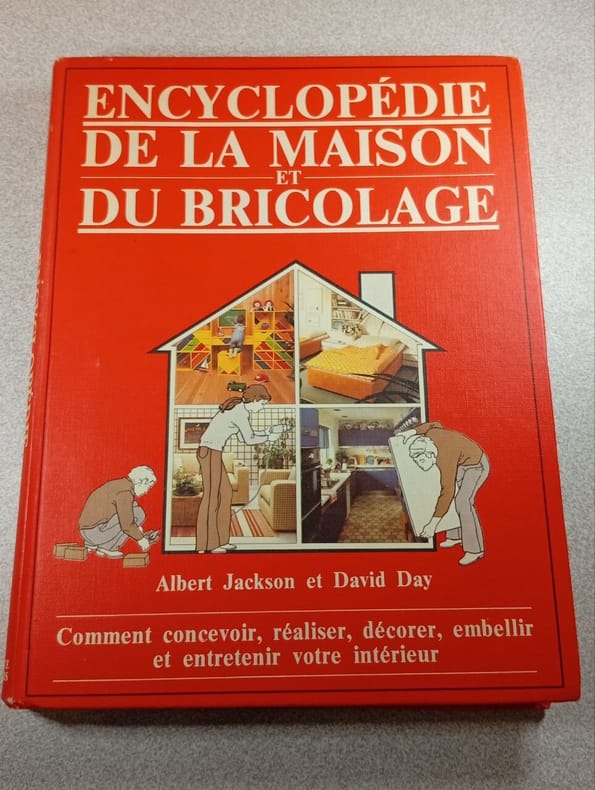 ENCYCLOPÉDIE
DE LA MAISON
ET
DU BRICOLAGE
Albert Jackson et David Day
Comment concevoir, réaliser, décorer, embellir
et entretenir votre intérieur